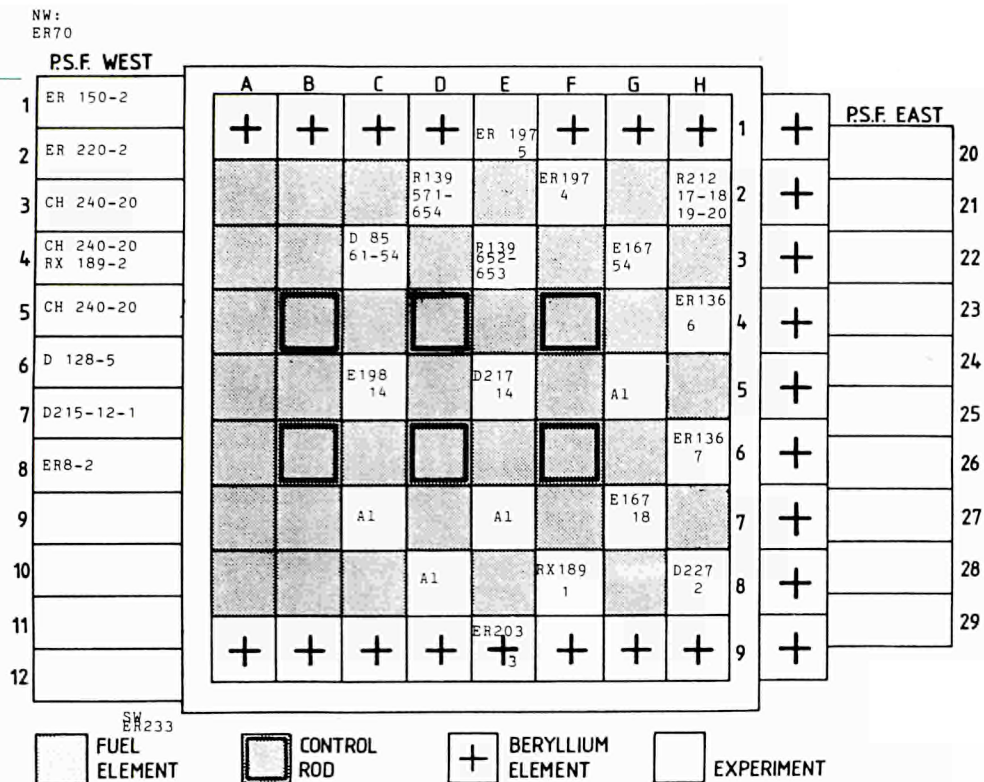 NW:
ER70
P.S.F. WEST
A B C D E F G H
P.S.F. EAST
1 ER 150-2
2 ER 220-2
3 CH 240-20
4 CH 240-20
RX 189-2
5 CH 240-20
6 D 128-5
7 D215-12-1
8 ER8-2
9
10
11
12
ER 197
5
1
R139
571-
654
ER197
4
R212
17-18
19-20
2
D 85
61-54
R139
652-
653
E167
54
3
ER136
6
4
E198
14
D217
14
Al
5
ER136
7
6
Al
Al
E167
18
7
Al
RX189
1
D227
2
8
ER203
3
9
20
21
22
23
24
25
26
27
28
29
SW
ER233
FUEL
ELEMENT
CONTROL
ROD
BERYLLIUM
ELEMENT
EXPERIMENT